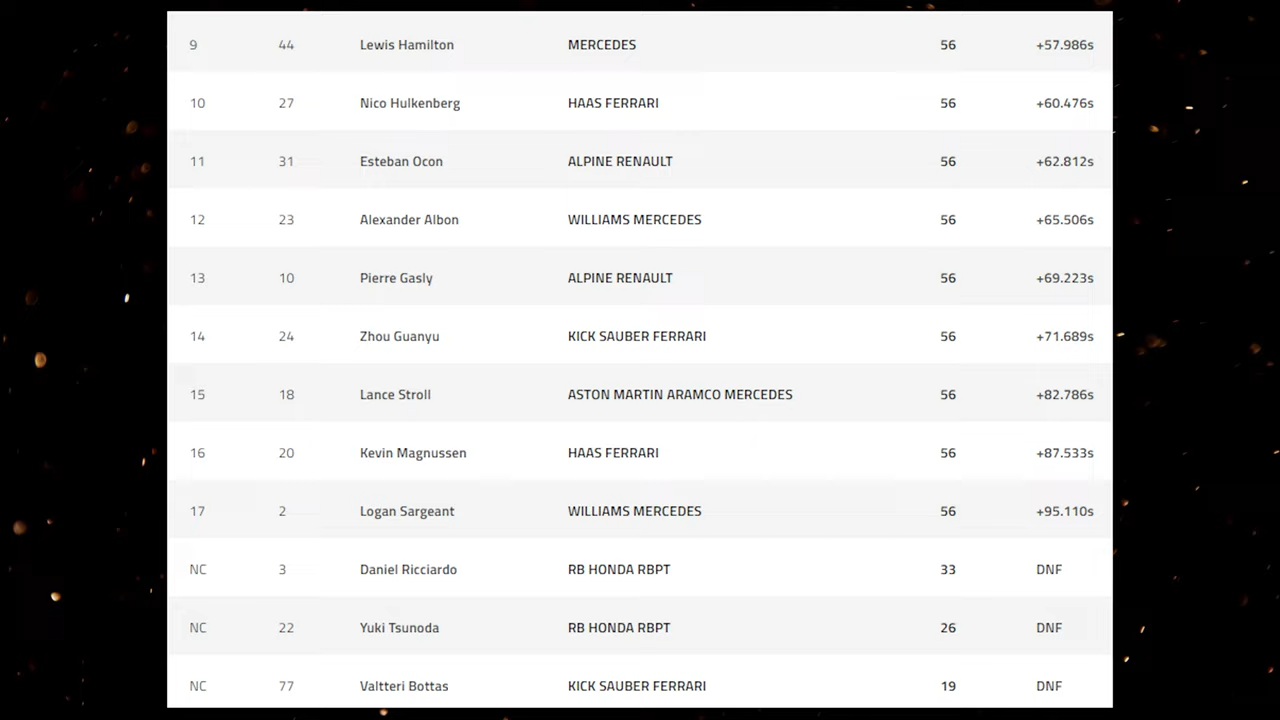 9 44 Lewis Hamilton MERCEDES 56 +57.986s
10 27 Nico Hulkenberg HAAS FERRARI 56 +60.476s
11 31 Esteban Ocon ALPINE RENAULT 56 +62.812s
12 23 Alexander Albon WILLIAMS MERCEDES 56 +65.506s
13 10 Pierre Gasly ALPINE RENAULT 56 +69.223s
14 24 Zhou Guanyu KICK SAUBER FERRARI 56 +71.689s
15 18 Lance Stroll ASTON MARTIN ARAMCO MERCEDES 56 +82.786s
16 20 Kevin Magnussen HAAS FERRARI 56 +87.533s
17 2 Logan Sargeant WILLIAMS MERCEDES 56 +95.110s
NC 3 Daniel Ricciardo RB HONDA RBPT 33 DNF
NC 22 Yuki Tsunoda RB HONDA RBPT 26 DNF
NC 77 Valtteri Bottas KICK SAUBER FERRARI 19 DNF